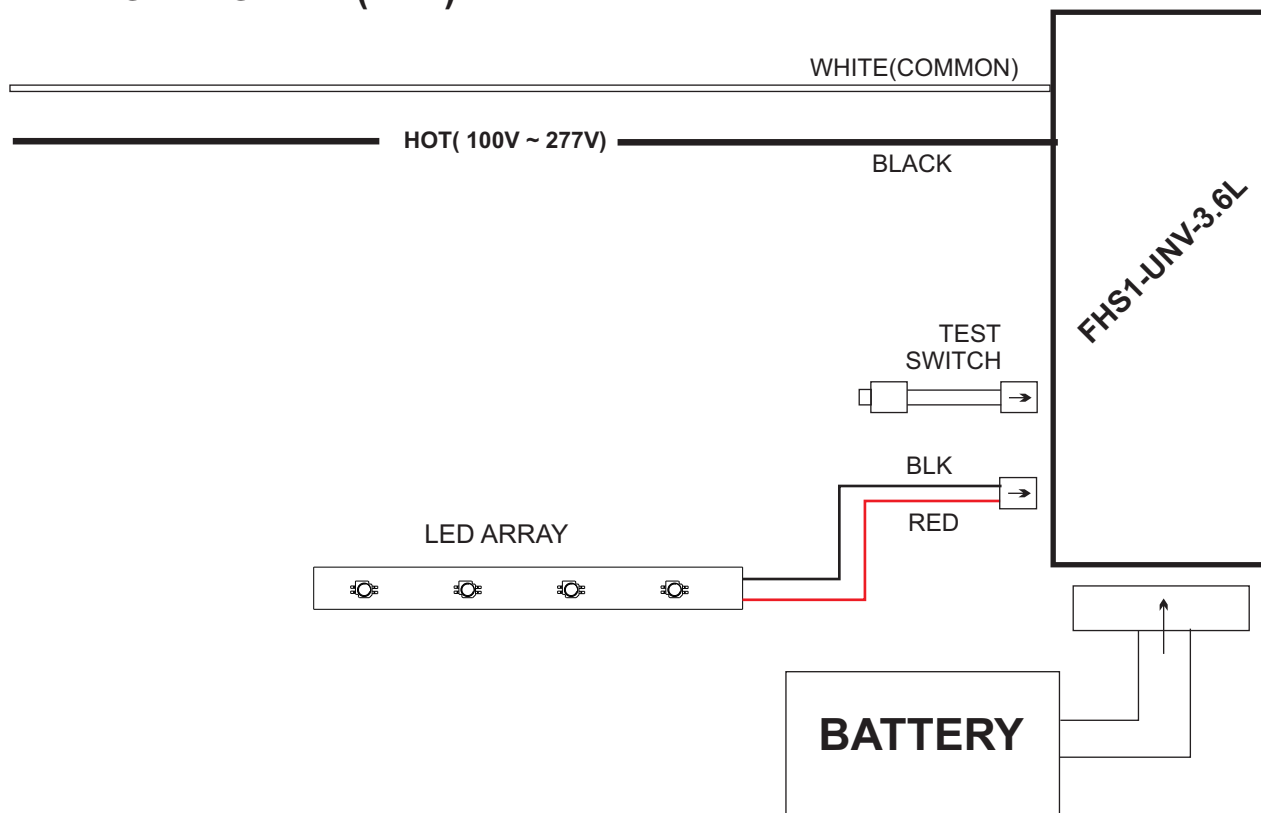 WHITE(COMMON)
HOT( 100V ~ 277V)
BLACK
FHS1-UNV-3.6L
TEST
SWITCH
BLK
RED
LED ARRAY
BATTERY